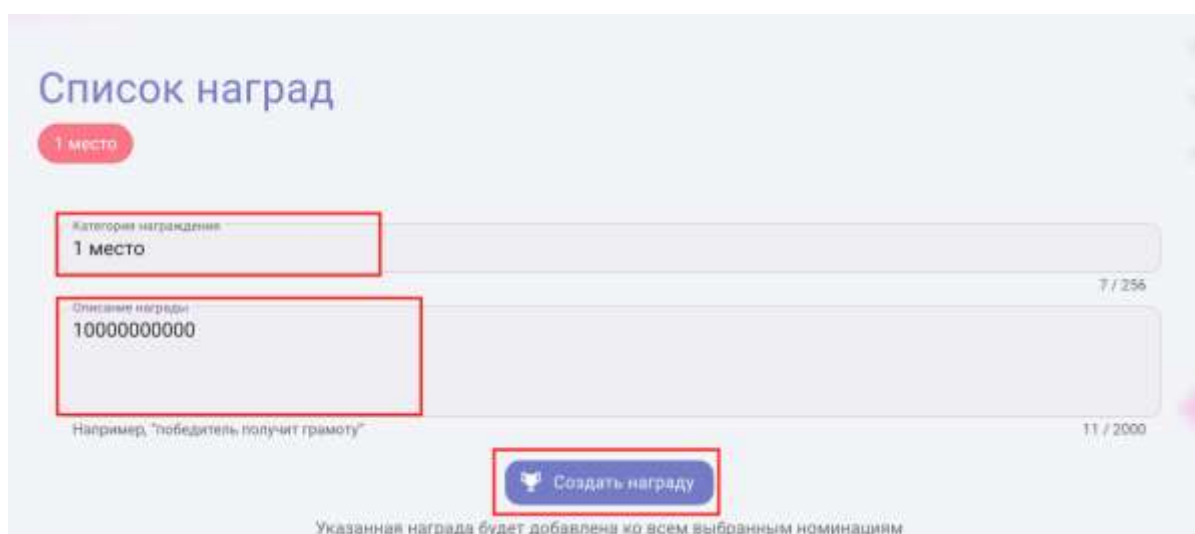 Список наград
1 место
Категория награждения
1 место
7 / 256
Описание награды
10000000000
Например, "победитель получит грамоту"
11 / 2000
Создать награду
Указанная награда будет добавлена ко всем выбранным номинациям